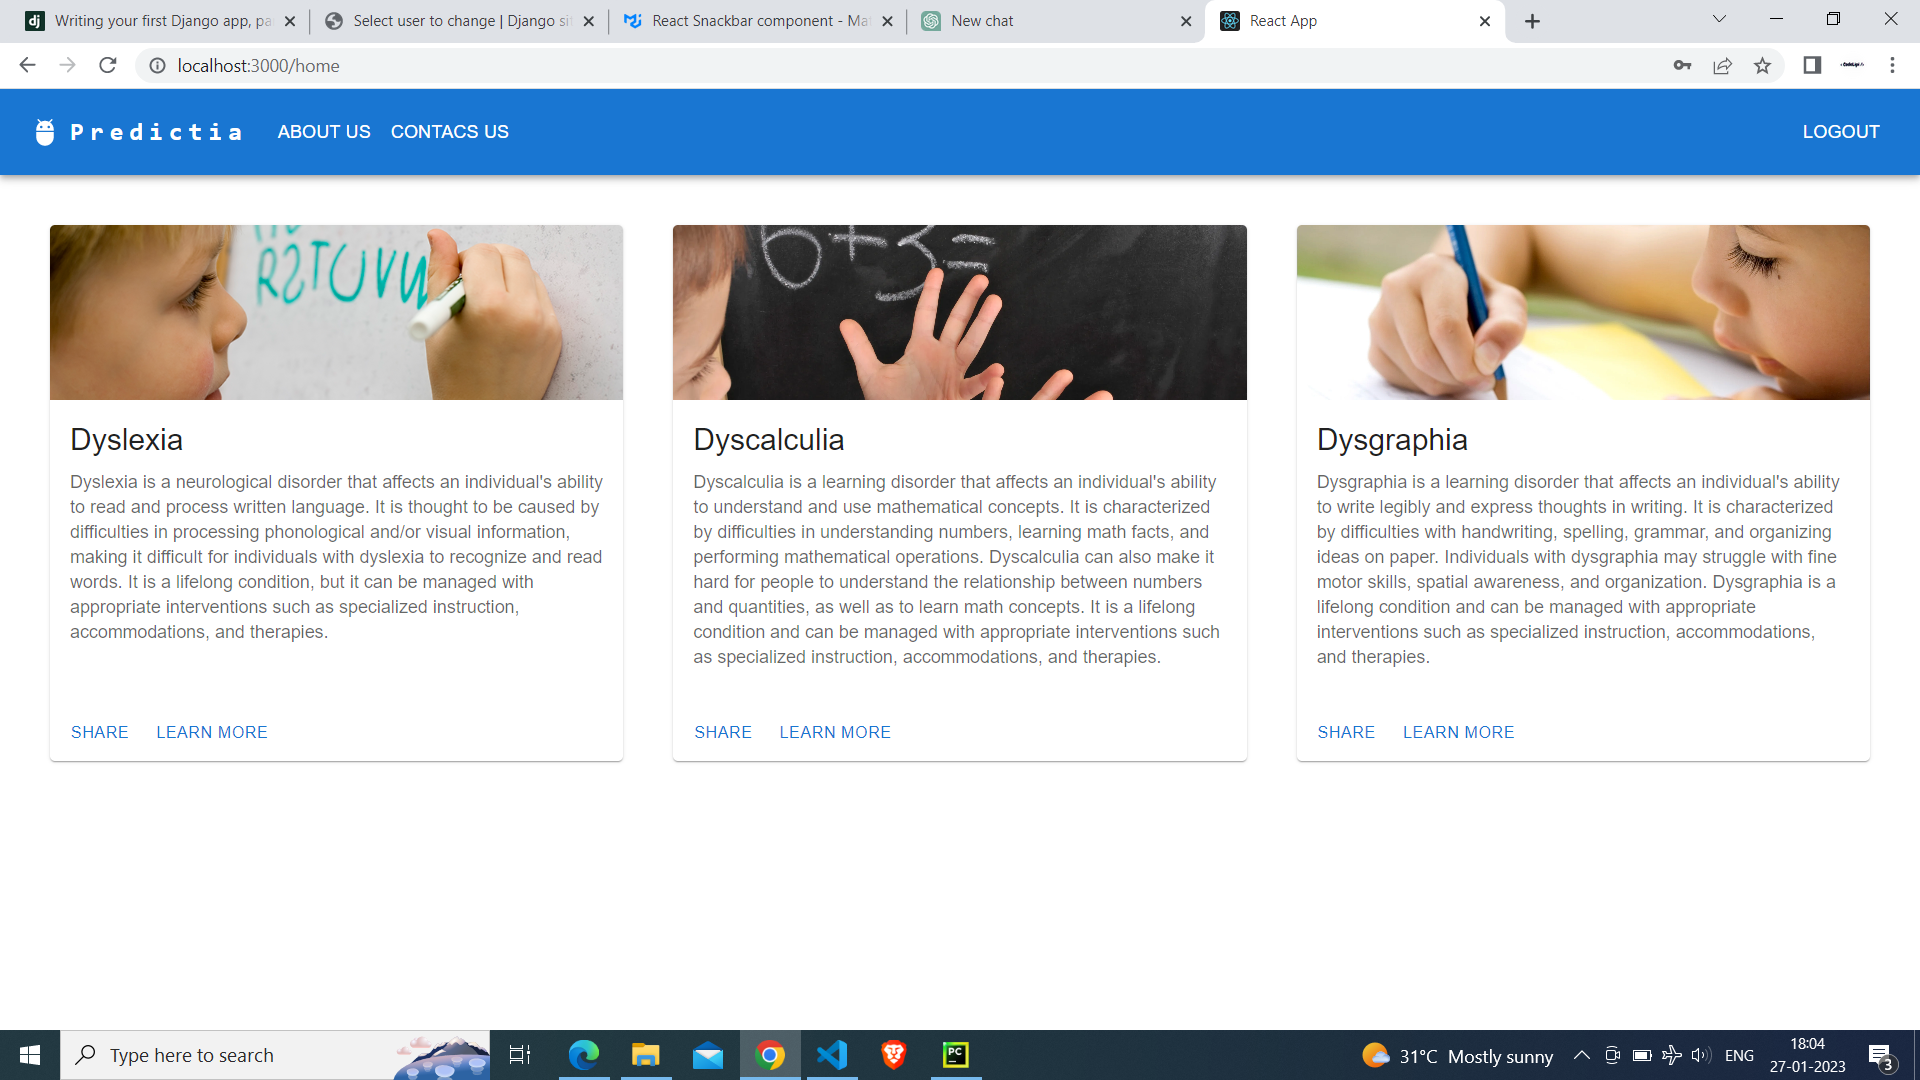 Writing your first Django app, pa
Select user to change | Django si
React Snackbar component - Ma
New chat
React App
localhost:3000/home
Predictia
ABOUT US
CONTACS US
LOGOUT
6+3=
Dyslexia
Dyslexia is a neurological disorder that affects an individual's ability
to read and process written language. It is thought to be caused by
difficulties in processing phonological and/or visual information,
making it difficult for individuals with dyslexia to recognize and read
words. It is a lifelong condition, but it can be managed with
appropriate interventions such as specialized instruction,
accommodations, and therapies.
SHARE
LEARN MORE
Dyscalculia
Dyscalculia is a learning disorder that affects an individual's ability
to understand and use mathematical concepts. It is characterized
by difficulties in understanding numbers, learning math facts, and
performing mathematical operations. Dyscalculia can also make it
hard for people to understand the relationship between numbers
and quantities, as well as to learn math concepts. It is a lifelong
condition and can be managed with appropriate interventions such
as specialized instruction, accommodations, and therapies.
SHARE
LEARN MORE
Dysgraphia
Dysgraphia is a learning disorder that affects an individual's ability
to write legibly and express thoughts in writing. It is characterized
by difficulties with handwriting, spelling, grammar, and organizing
ideas on paper. Individuals with dysgraphia may struggle with fine
motor skills, spatial awareness, and organization. Dysgraphia is a
lifelong condition and can be managed with appropriate
interventions such as specialized instruction, accommodations,
and therapies.
SHARE
LEARN MORE
Type here to search
31°C Mostly sunny
ENG
18:04
27-01-2023
3